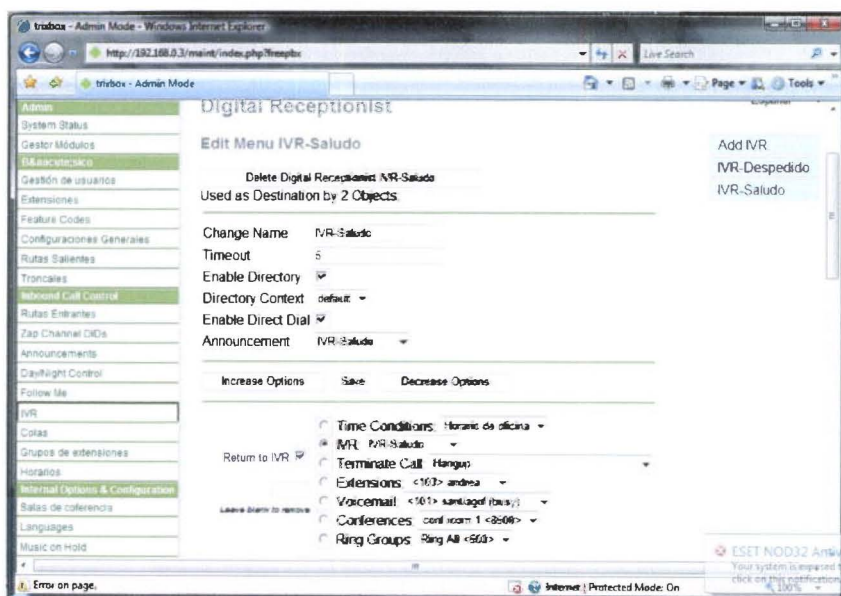 trixbox - Admin Mode - Windows Internet Explorer
http://192.168.0.3/maint/index.php?freepbx
Live Search
trixbox - Admin Mode
Page
Tools
Admin
System Status
Gestor Módulos
B&aacute;sico
Gestión de usuarios
Extensiones
Feature Codes
Configuraciones Generales
Rutas Salientes
Troncales
Inbound Call Control
Rutas Entrantes
Zap Channel DIDs
Announcements
Day/Night Control
Follow Me
IVR
Colas
Grupos de extensiones
Horarios
Internal Options & Configuration
Salas de coferencia
Languages
Music on Hold
Digital Receptionist
Edit Menu IVR-Saludo
Delete Digital Receptionist IVR-Saludo
Used as Destination by 2 Objects
Change Name IVR-Saludo
Timeout 5
Enable Directory
Directory Context default
Enable Direct Dial
Announcement IVR-Saludo
Increase Options Save Decrease Options
Return to IVR
Leave blank to remove
Time Conditions: Horario de oficina
IVR: IVR-Saludo
Terminate Call: Hangup
Extensions: andrea
Voicemail: <101> santiagof (busy)
Conferences:
Ring Groups: Ring All
Add IVR
IVR-Despedido
IVR-Saludo
ESET NOD32
Your system is exposed
click on this notification
Error on page.
Internet | Protected Mode: On
100%